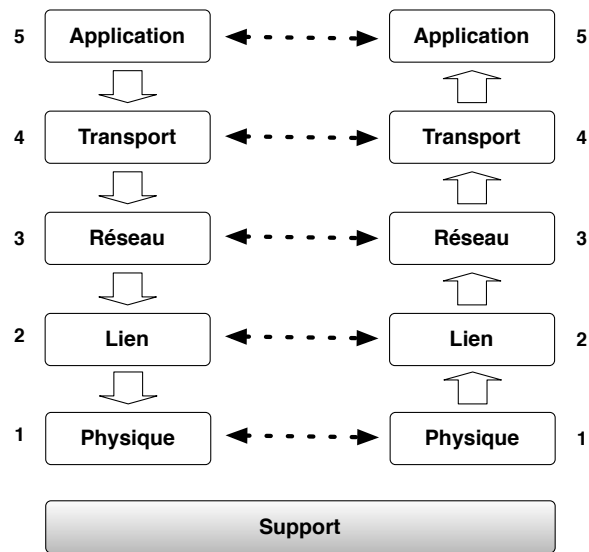 5 Application Application 5
4 Transport Transport 4
3 Réseau Réseau 3
2 Lien Lien 2
1 Physique Physique 1
Support